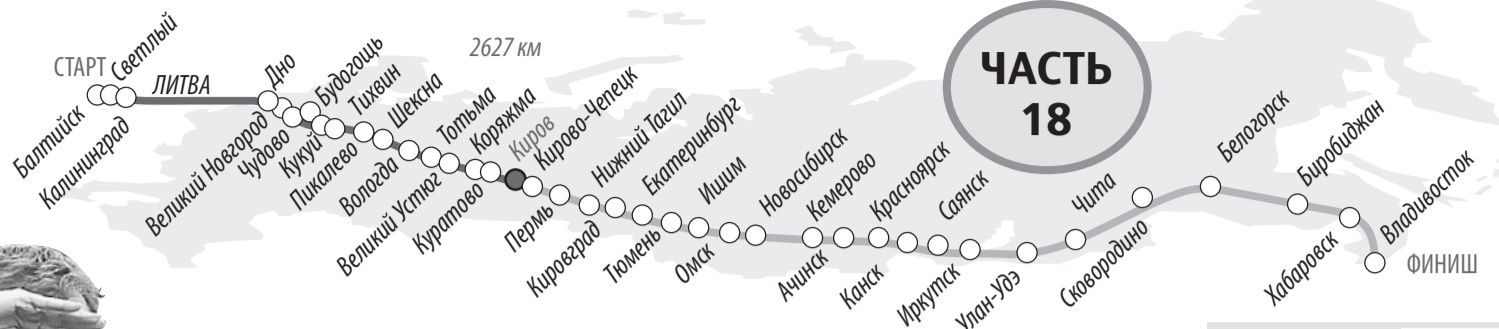 СТАРТ
Балтийск
Светлый
Калининград
ЛИТВА
Дно
Великий Новгород
Чудово
Будогощь
Кукуй
Тихвин
Пикалево
Шексна
Вологда
Тотьма
Великий Устюг
Коряжма
Куратово
2627 км
Киров
Кирово-Чепецк
Пермь
Кировград
Нижний Тагил
Екатеринбург
Тюмень
Ишим
Омск
Новосибирск
Ачинск
Кемерово
Канск
Красноярск
Иркутск
Саянск
Улан-Удэ
Чита
Сковородино
Белогорск
Биробиджан
Хабаровск
Владивосток
ФИНИШ
ЧАСТЬ
18